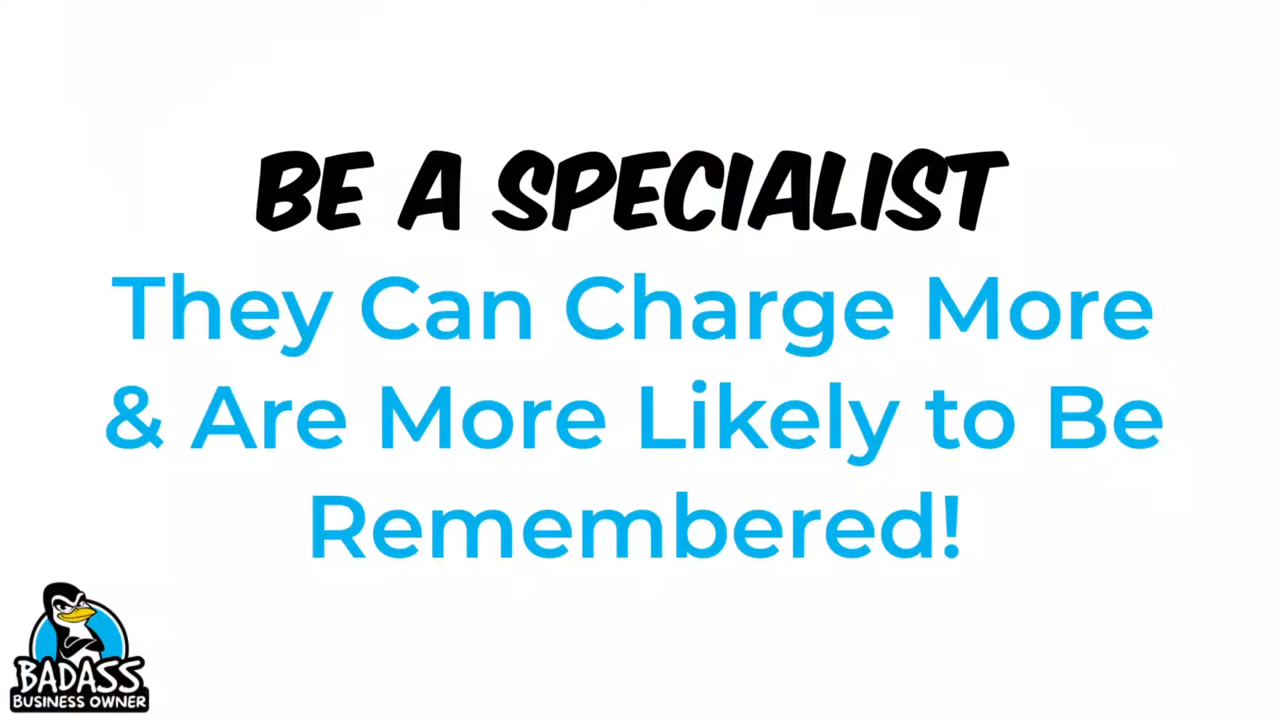 BE A SPECIALIST
They Can Charge More
& Are More Likely to Be
Remembered!
BADASS
BUSINESS OWNER